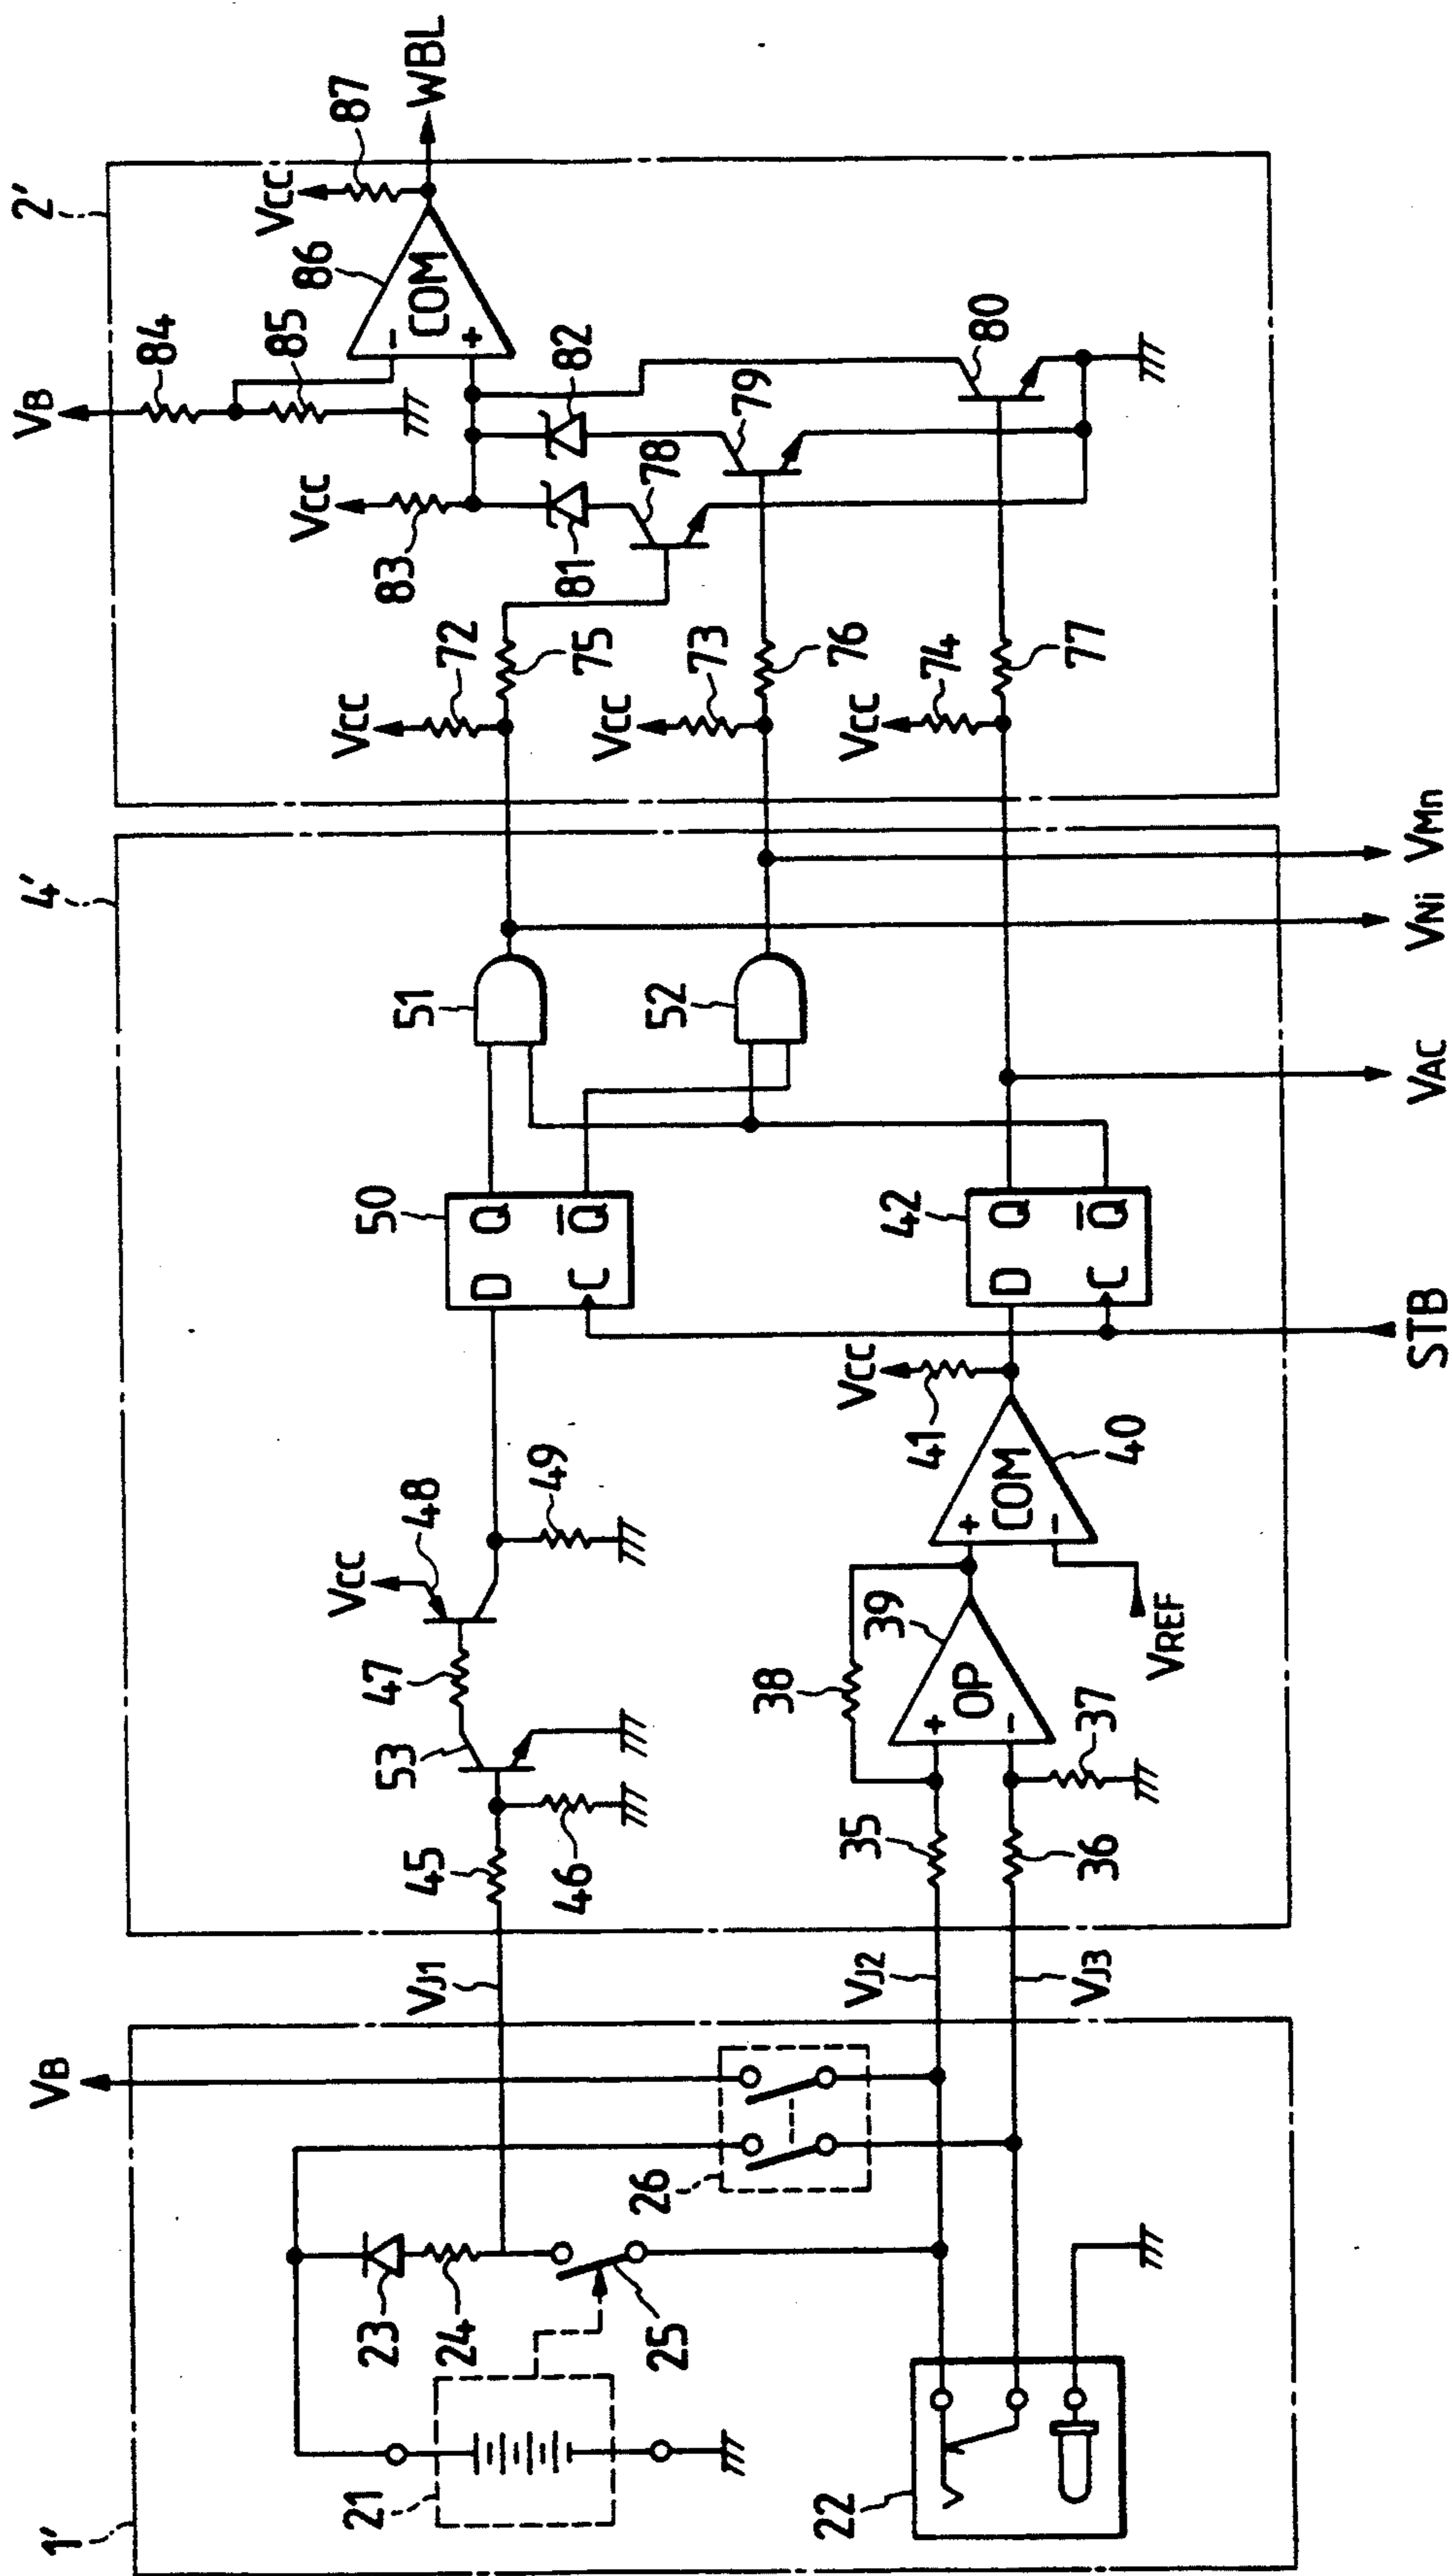 1'
VB
21
22
23
24
25
26
VJ1
VJ2
VJ3
4'
45
46
53
47
48
VCC
49
50
D Q
C Q̅
51
52
35
36
37
38
39
OP
+
-
VREF
40
COM
+
-
41
VCC
42
D Q
C Q̅
STB
VAC
VNi
VMn
2'
VCC
72
75
VCC
73
76
VCC
74
77
78
79
80
81
82
83
VCC
VB
84
85
86
COM
-
+
VCC
87
WBL